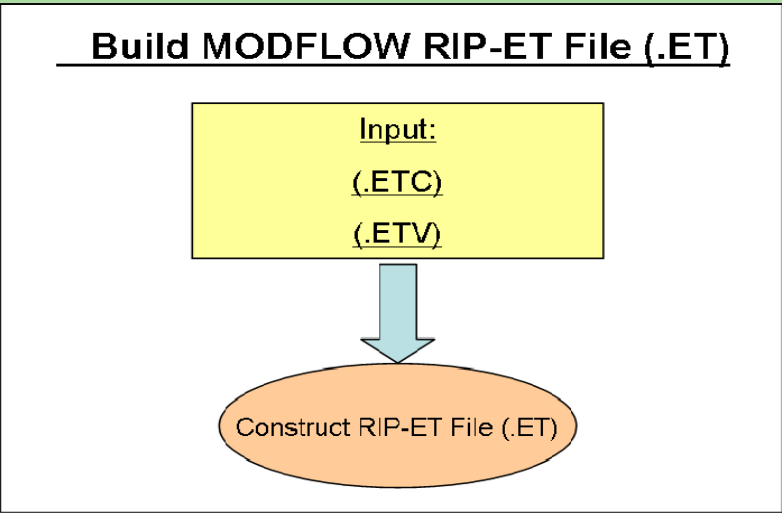 Build MODFLOW RIP-ET File (.ET)
Input:
(.ETC)
(.ETV)
Construct RIP-ET File (.ET)